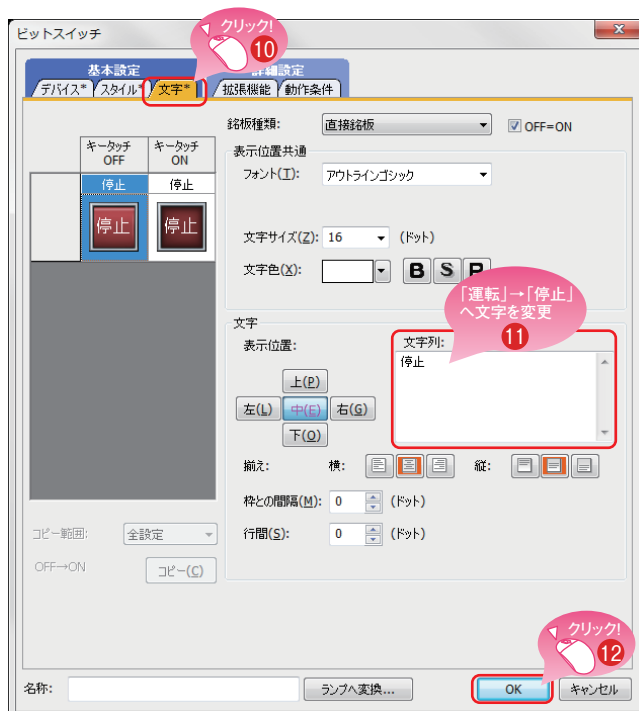 ビットスイッチ
クリック!
10
基本設定
詳細設定
デバイス* スタイル* 文字* 拡張機能 動作条件
銘板種類: 直接銘板 OFF=ON
キータッチ OFF
キータッチ ON
停止 停止
停止 停止
表示位置共通
フォント(T): アウトラインゴシック
文字サイズ(Z): 16 (ドット)
文字色(X): B S
「運転」→「停止」
へ文字を変更
11
文字
表示位置:
文字列:
停止
上(P)
左(L) 中(E) 右(G)
下(O)
揃え: 横: 縦:
枠との間隔(M): 0 (ドット)
行間(S): 0 (ドット)
コピー範囲: 全設定
OFF→ON コピー(C)
クリック!
12
名称: ランプへ変換... OK キャンセル